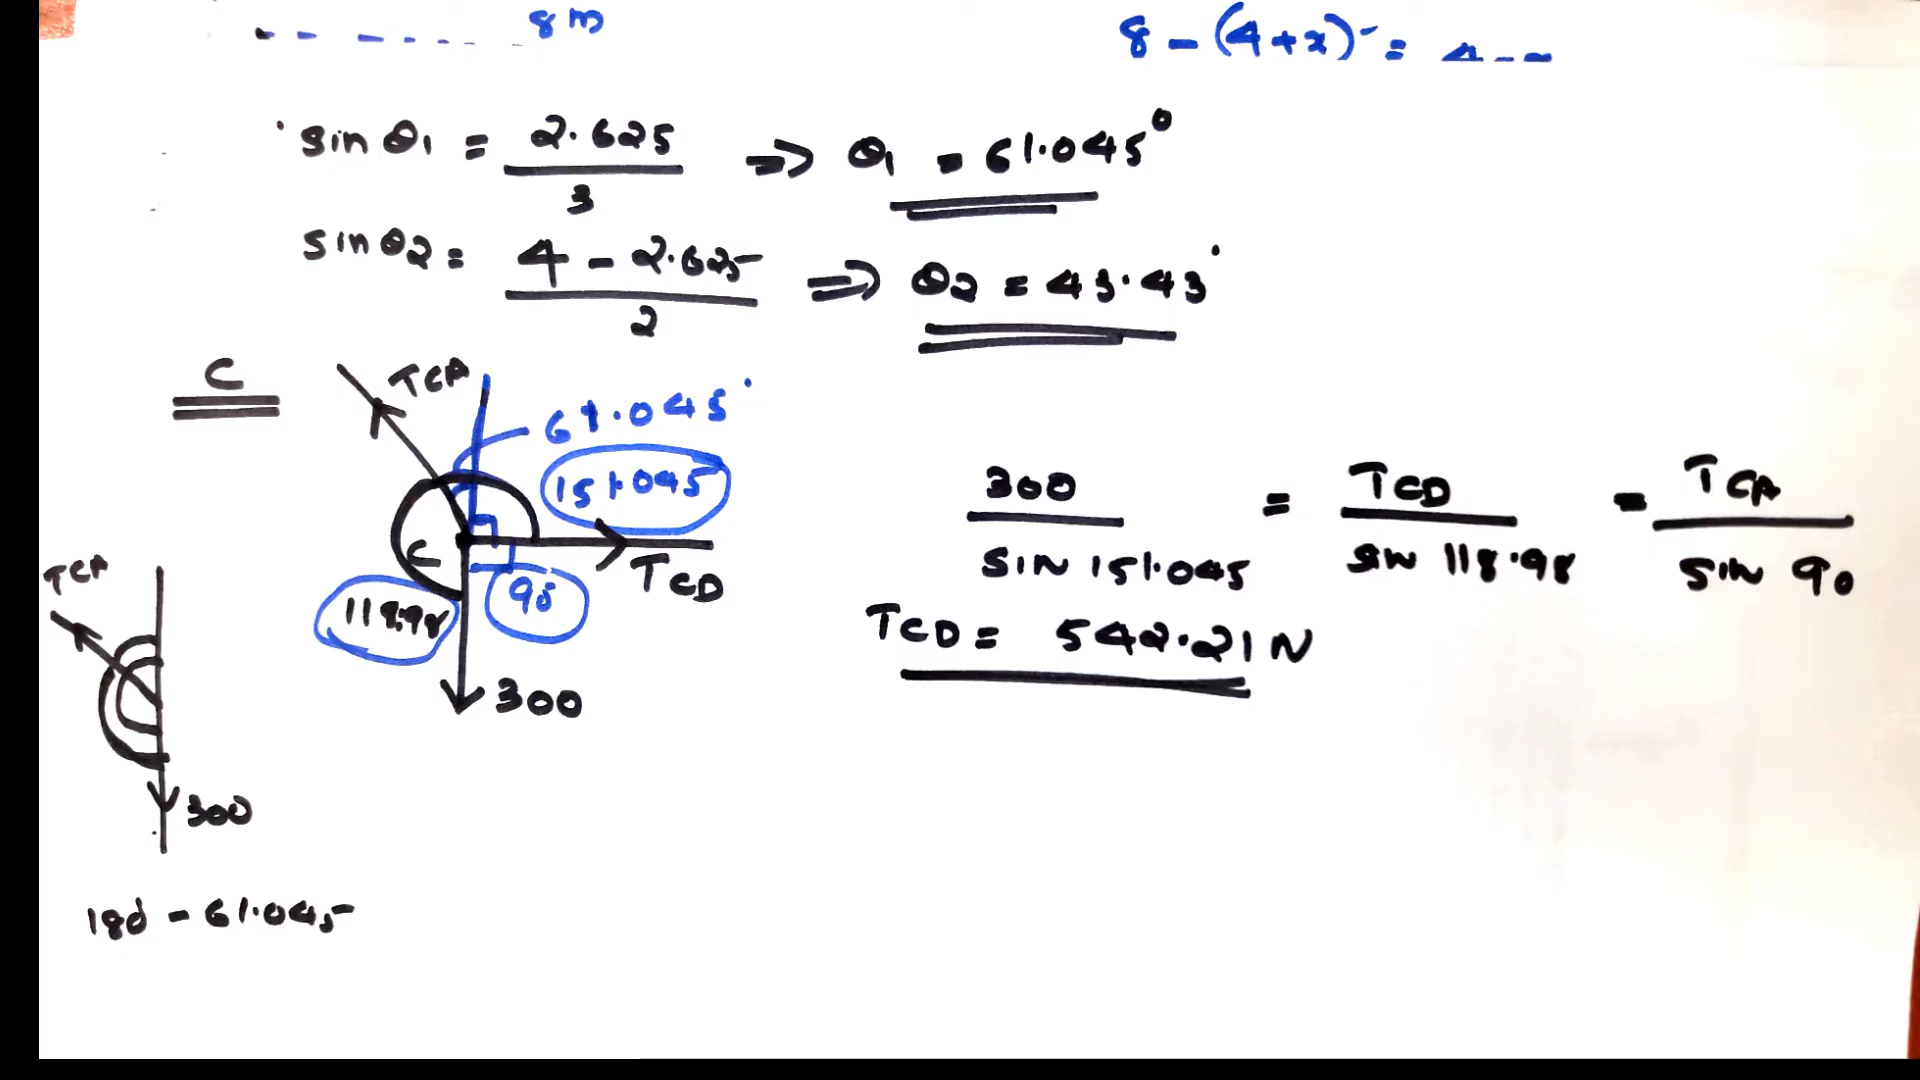 8m
8 - (4+x) = 4
sin θ1 = 2.625 / 3 => θ1 = 61.045°
sin θ2 = 4 - 2.625 / 2 => θ2 = 43.43°
C
TCA
61.045°
151.045
C
TCD
118.98
90
300
300 / SIN 151.045 = TCD / sin 118.98 = TCA / sin 90
TCD = 542.21 N
TCA
300
180 - 61.045